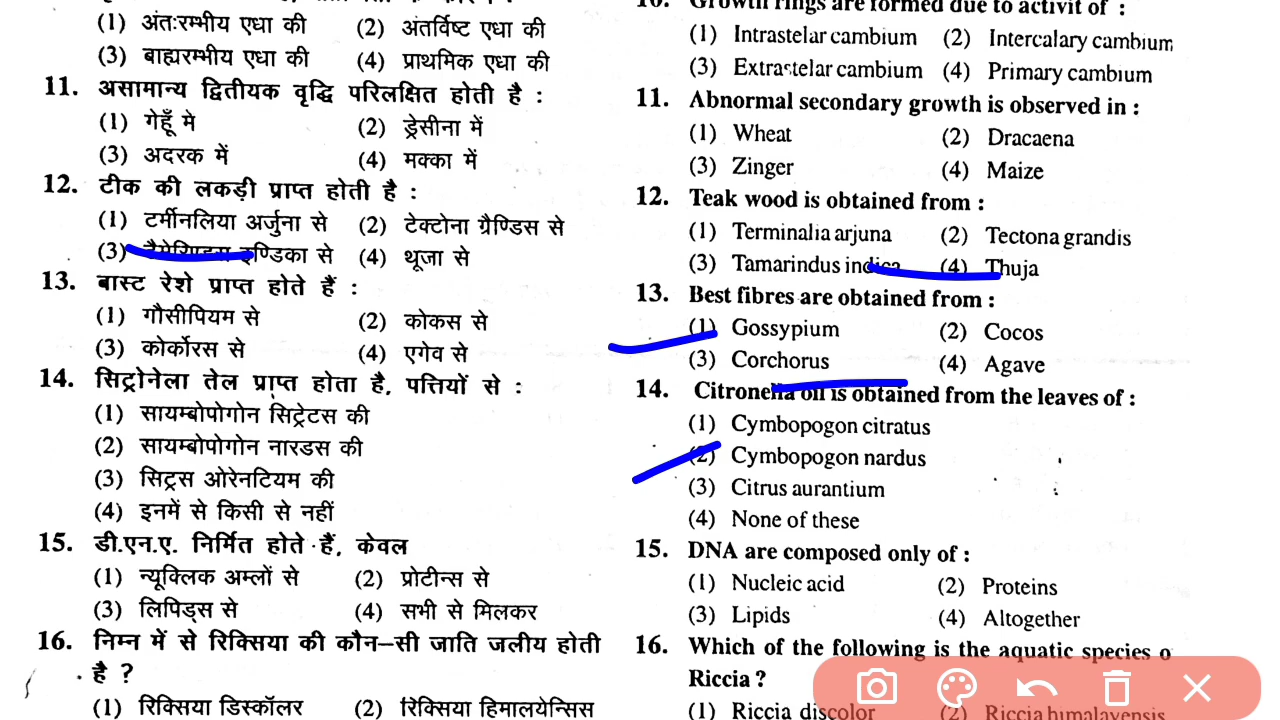 (1) अंतःरम्भीय एधा की (2) अंतर्विष्ट एधा की
(3) बाह्यरम्भीय एधा की (4) प्राथमिक एधा की
11. असामान्य द्वितीयक वृद्धि परिलक्षित होती है :
(1) गेहूँ मे (2) ड्रेसीना में
(3) अदरक में (4) मक्का में
12. टीक की लकड़ी प्राप्त होती है :
(1) टर्मीनलिया अर्जुना से (2) टेक्टोना ग्रैण्डिस से
(3) इण्डिका से (4) थूजा से
13. बास्ट रेशे प्राप्त होते हैं :
(1) गौसीपियम से (2) कोकस से
(3) कोर्कोरस से (4) एगेव से
14. सिट्रोनेला तेल प्राप्त होता है, पत्तियों से :
(1) सायम्बोपोगोन सिट्रेटस की
(2) सायम्बोपोगोन नारडस की
(3) सिट्रस ओरेनटियम की
(4) इनमें से किसी से नहीं
15. डी.एन.ए. निर्मित होते हैं, केवल
(1) न्यूक्लिक अम्लों से (2) प्रोटीन्स से
(3) लिपिड्स से (4) सभी से मिलकर
16. निम्न में से रिक्सिया की कौन-सी जाति जलीय होती
है ?
(1) रिक्सिया डिस्कॉलर (2) रिक्सिया हिमालयेन्सिस
10. Growth rings are formed due to activit of :
(1) Intrastelar cambium (2) Intercalary cambium
(3) Extrastelar cambium (4) Primary cambium
11. Abnormal secondary growth is observed in :
(1) Wheat (2) Dracaena
(3) Zinger (4) Maize
12. Teak wood is obtained from :
(1) Terminalia arjuna (2) Tectona grandis
(3) Tamarindus indica (4) Thuja
13. Best fibres are obtained from :
(1) Gossypium (2) Cocos
(3) Corchorus (4) Agave
14. Citronella oil is obtained from the leaves of :
(1) Cymbopogon citratus
(2) Cymbopogon nardus
(3) Citrus aurantium
(4) None of these
15. DNA are composed only of :
(1) Nucleic acid (2) Proteins
(3) Lipids (4) Altogether
16. Which of the following is the aquatic species o
Riccia ?
(1) Riccia discolor (2) Riccia himalayensis